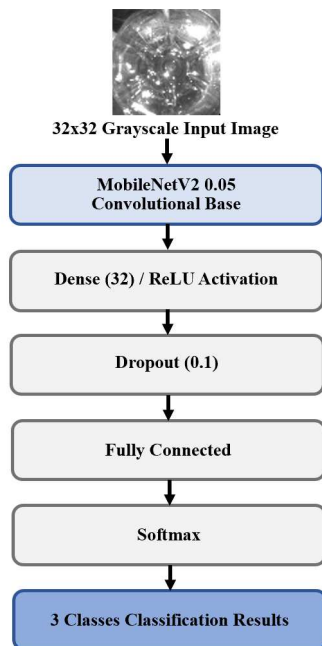 32x32 Grayscale Input Image
MobileNetV2 0.05
Convolutional Base
Dense (32) / ReLU Activation
Dropout (0.1)
Fully Connected
Softmax
3 Classes Classification Results